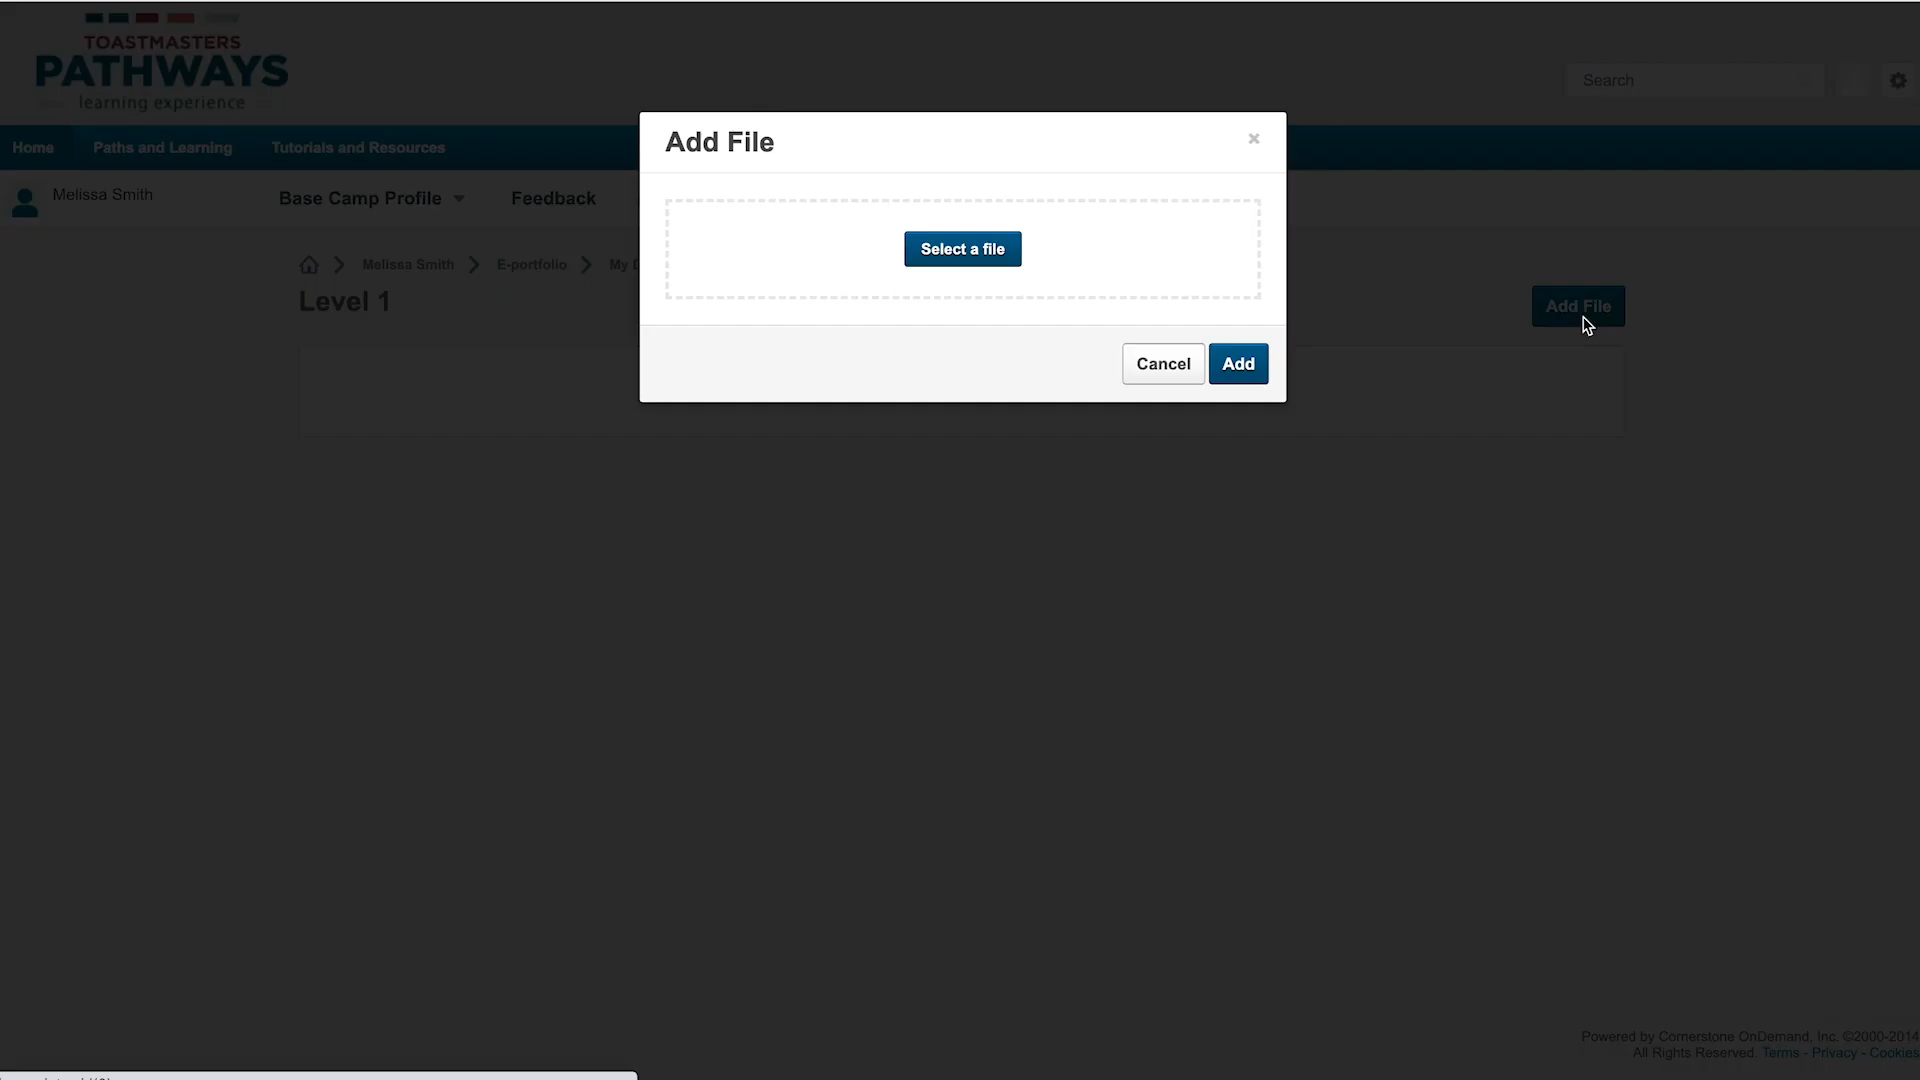 TOASTMASTERS
PATHWAYS
learning experience
Search
Home Paths and Learning Tutorials and Resources
Melissa Smith
Base Camp Profile Feedback
Melissa Smith E-portfolio My
Level 1
Add File
Add File
×
Select a file
Cancel Add
Powered by Cornerstone OnDemand, Inc. ©2000-2014
All Rights Reserved. Terms - Privacy - Cookies